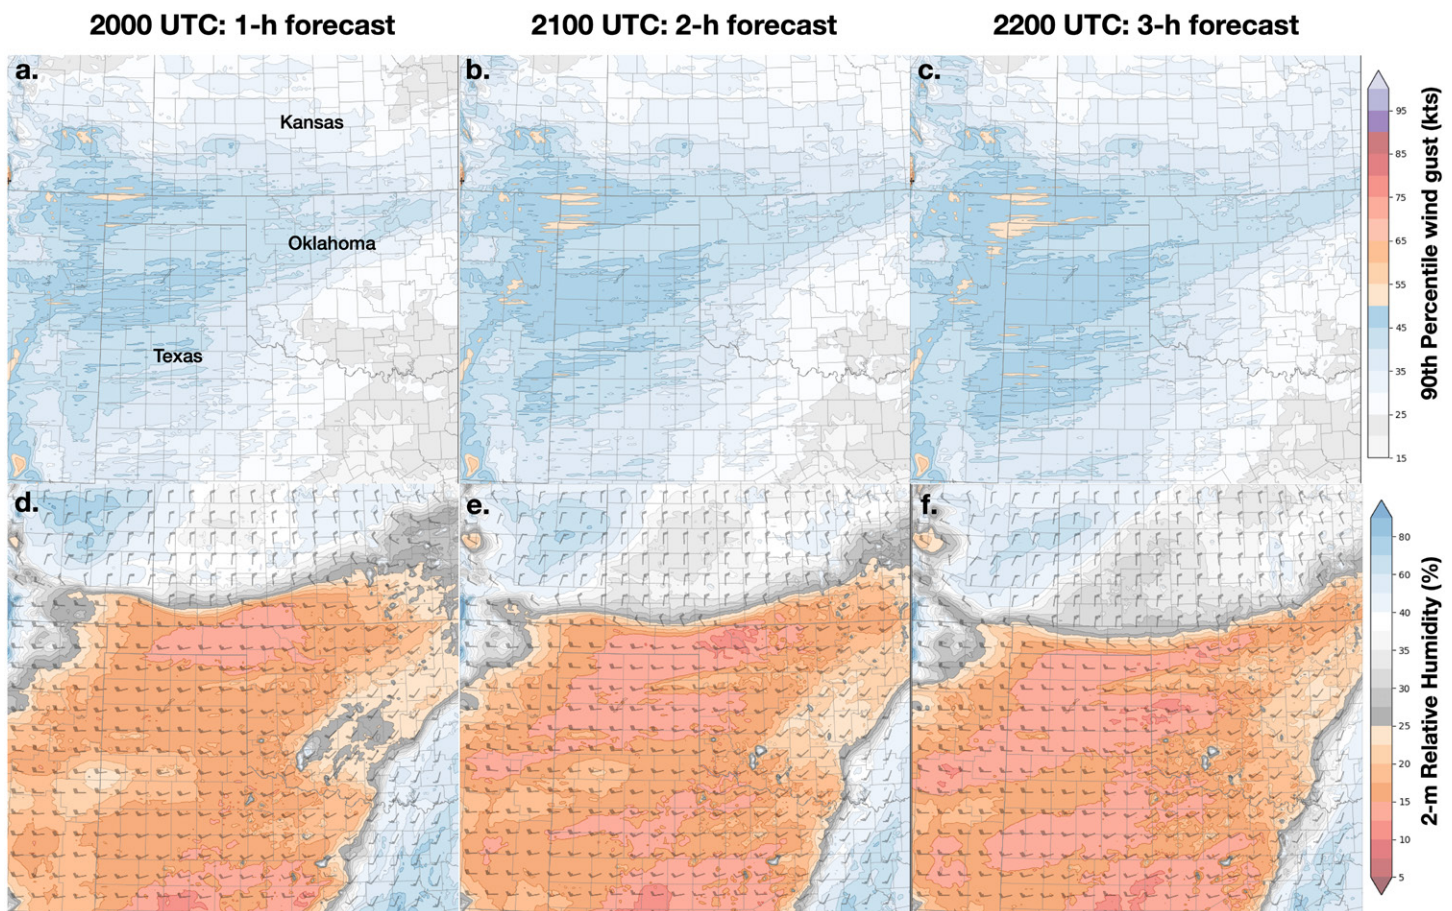 2000 UTC: 1-h forecast
2100 UTC: 2-h forecast
2200 UTC: 3-h forecast
a.
b.
c.
Kansas
Oklahoma
Texas
95
85
75
65
55
45
35
25
15
90th Percentile wind gust (kts)
d.
e.
f.
80
60
40
35
30
25
20
15
10
5
2-m Relative Humidity (%)